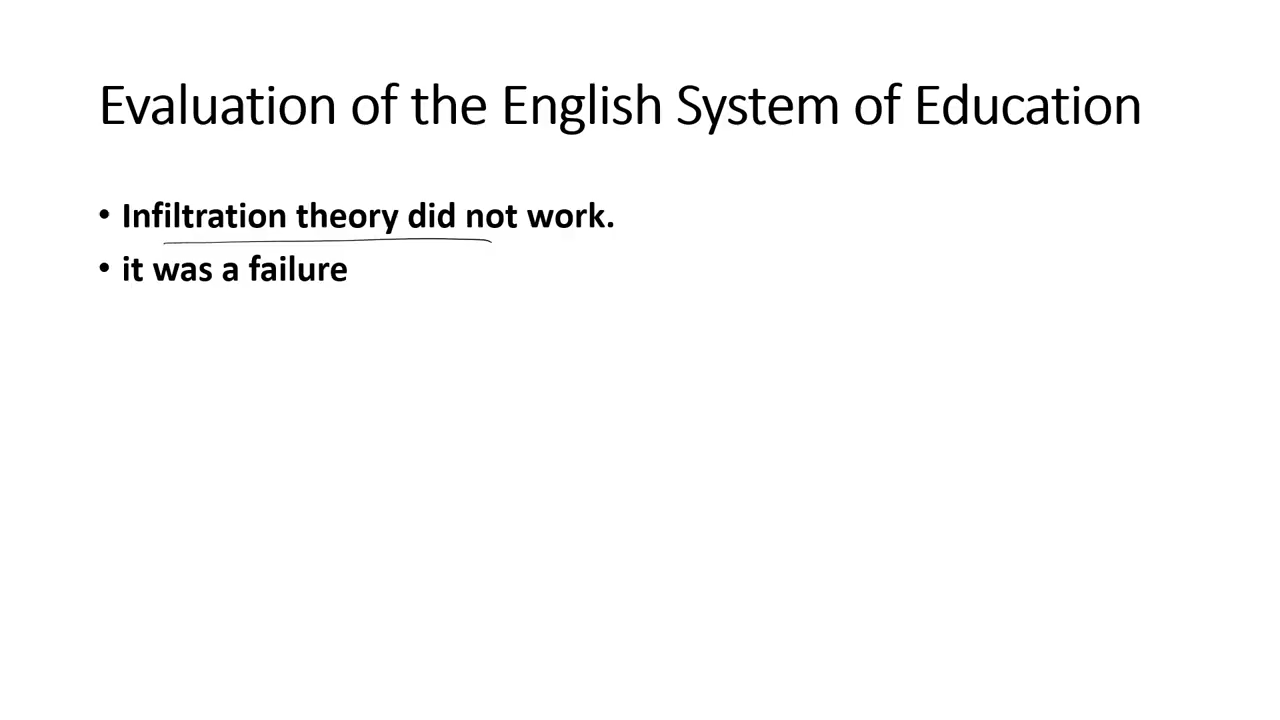 Evaluation of the English System of Education
• Infiltration theory did not work.
• it was a failure